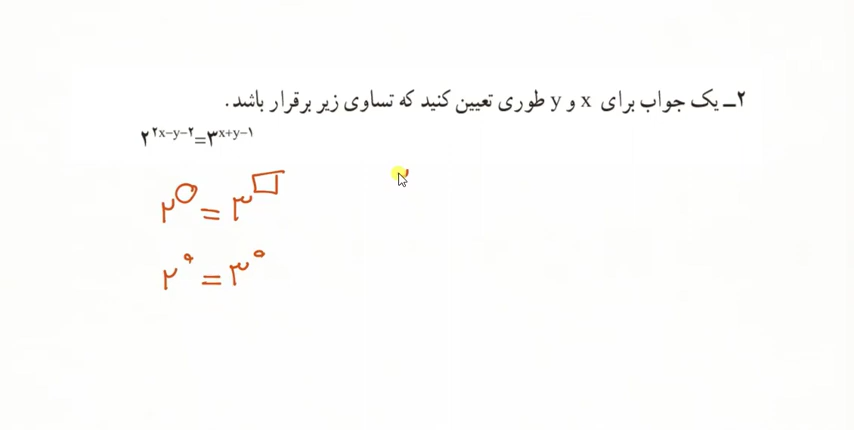 ۲ــ یک جواب برای x و y طوری تعیین کنید که تساوی زیر برقرار باشد.
۲^{۲x−y−۲}=۳^{x+y−۱}
۲^○ = ۳^□
۲^۰ = ۳^۰